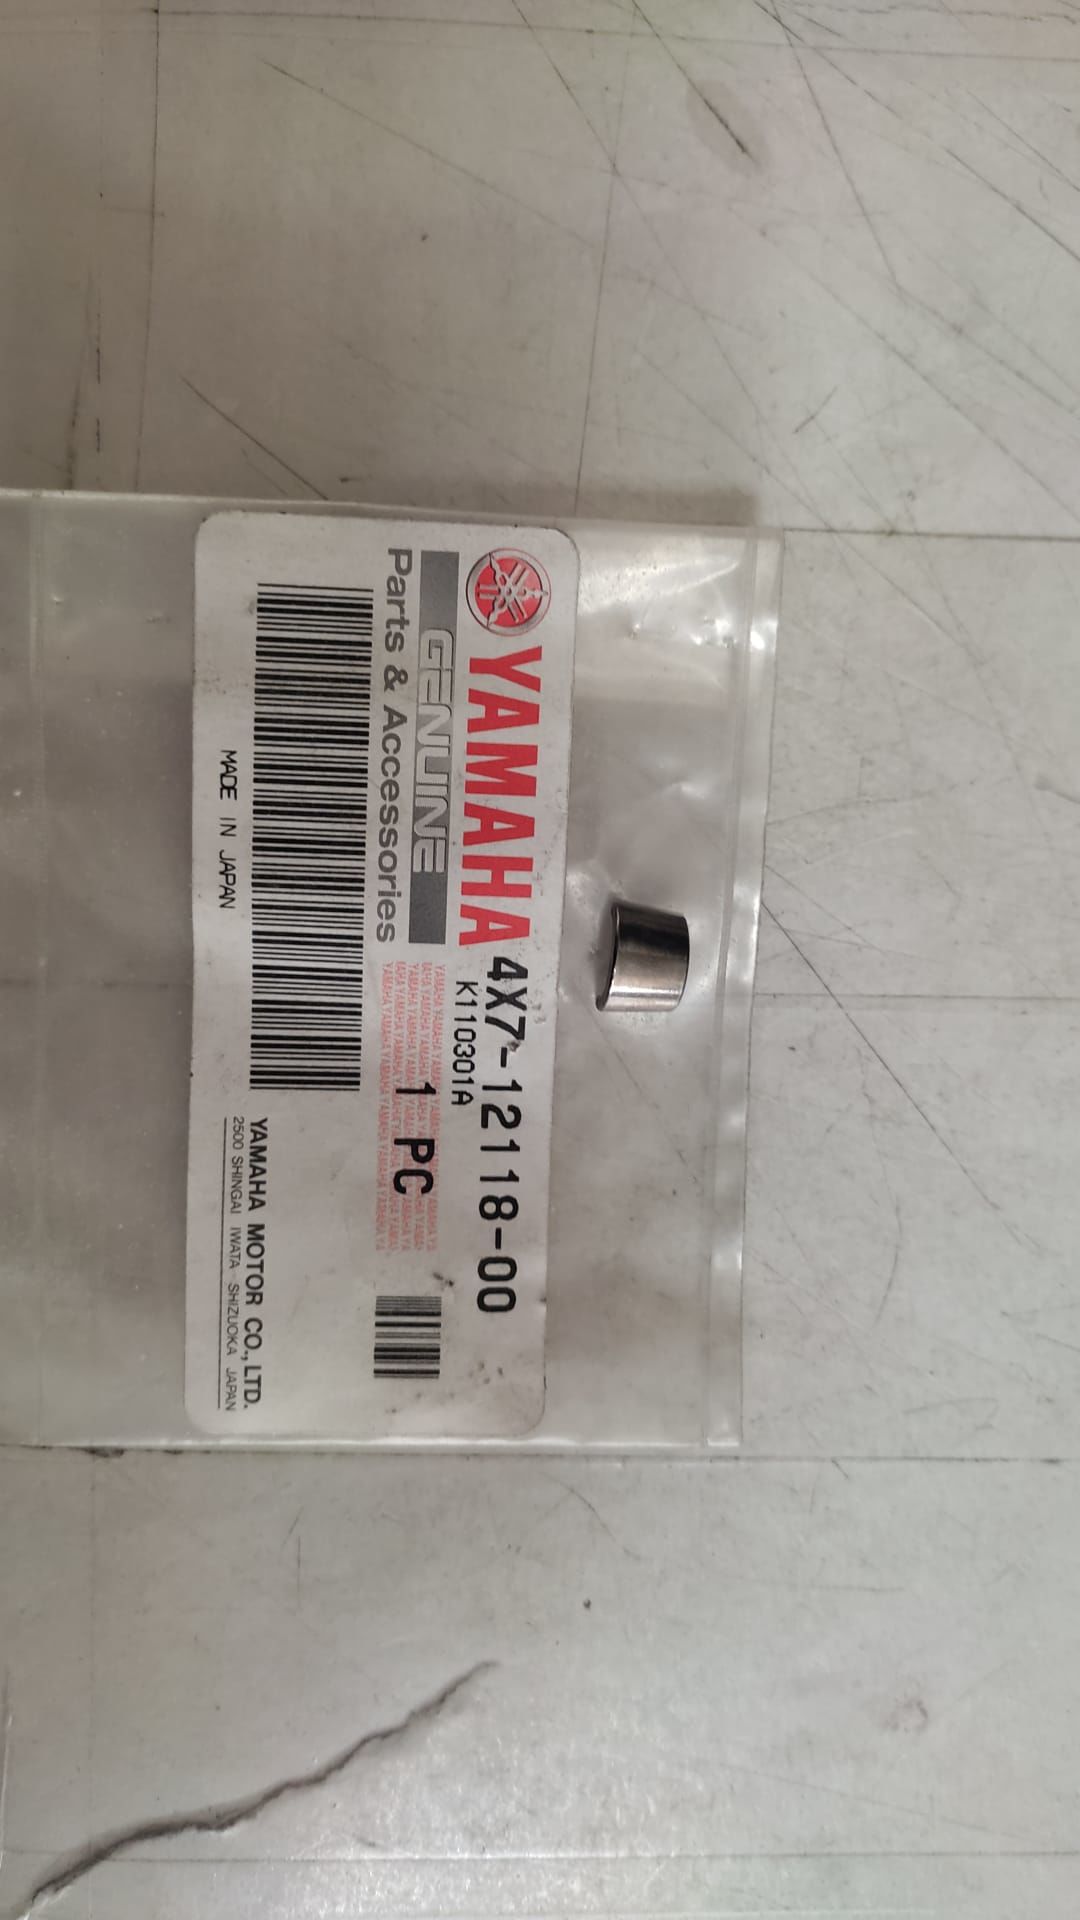 YAMAHA 4X7-12118-00
GENUINE K110301A
Parts & Accessories 1 PC
MADE IN JAPAN
YAMAHA MOTOR CO., LTD.
2500 SHINGAI IWATA SHIZUOKA JAPAN